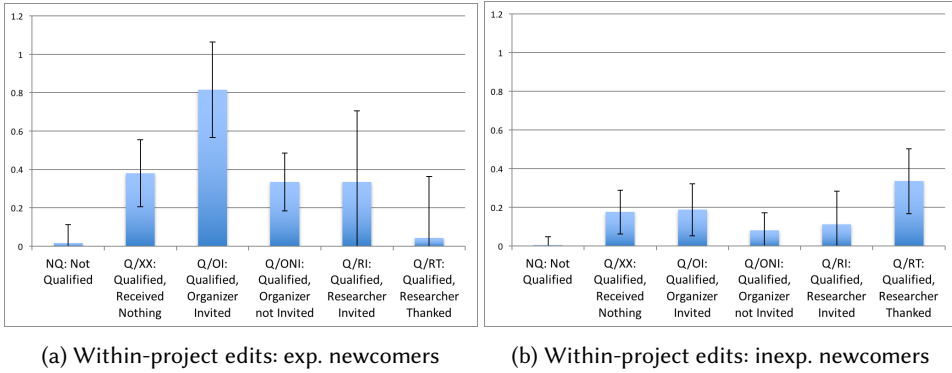 1.2
1
0.8
0.6
0.4
0.2
0
NQ: Not
Qualified
Q/XX:
Qualified,
Received
Nothing
Q/OI:
Qualified,
Organizer
Invited
Q/ONI:
Qualified,
Organizer
not Invited
Q/RI:
Qualified,
Researcher
Invited
Q/RT:
Qualified,
Researcher
Thanked
(a) Within-project edits: exp. newcomers
1.2
1
0.8
0.6
0.4
0.2
0
NQ: Not
Qualified
Q/XX:
Qualified,
Received
Nothing
Q/OI:
Qualified,
Organizer
Invited
Q/ONI:
Qualified,
Organizer
not Invited
Q/RI:
Qualified,
Researcher
Invited
Q/RT:
Qualified,
Researcher
Thanked
(b) Within-project edits: inexp. newcomers